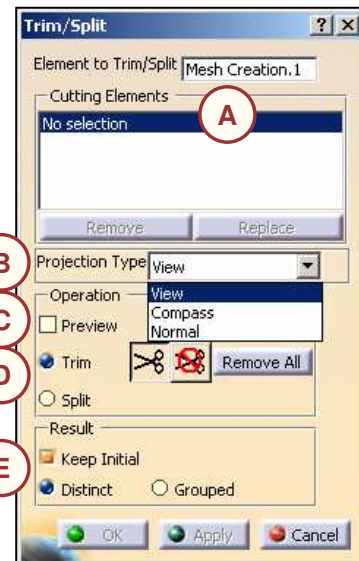 Trim/Split
Element to Trim/Split Mesh Creation.1
Cutting Elements
A
No selection
Remove Replace
B
Projection Type View
View
Compass
Normal
Operation
C
Preview
D
Trim Remove All
Split
Result
E
Keep Initial
Distinct Grouped
OK Apply Cancel